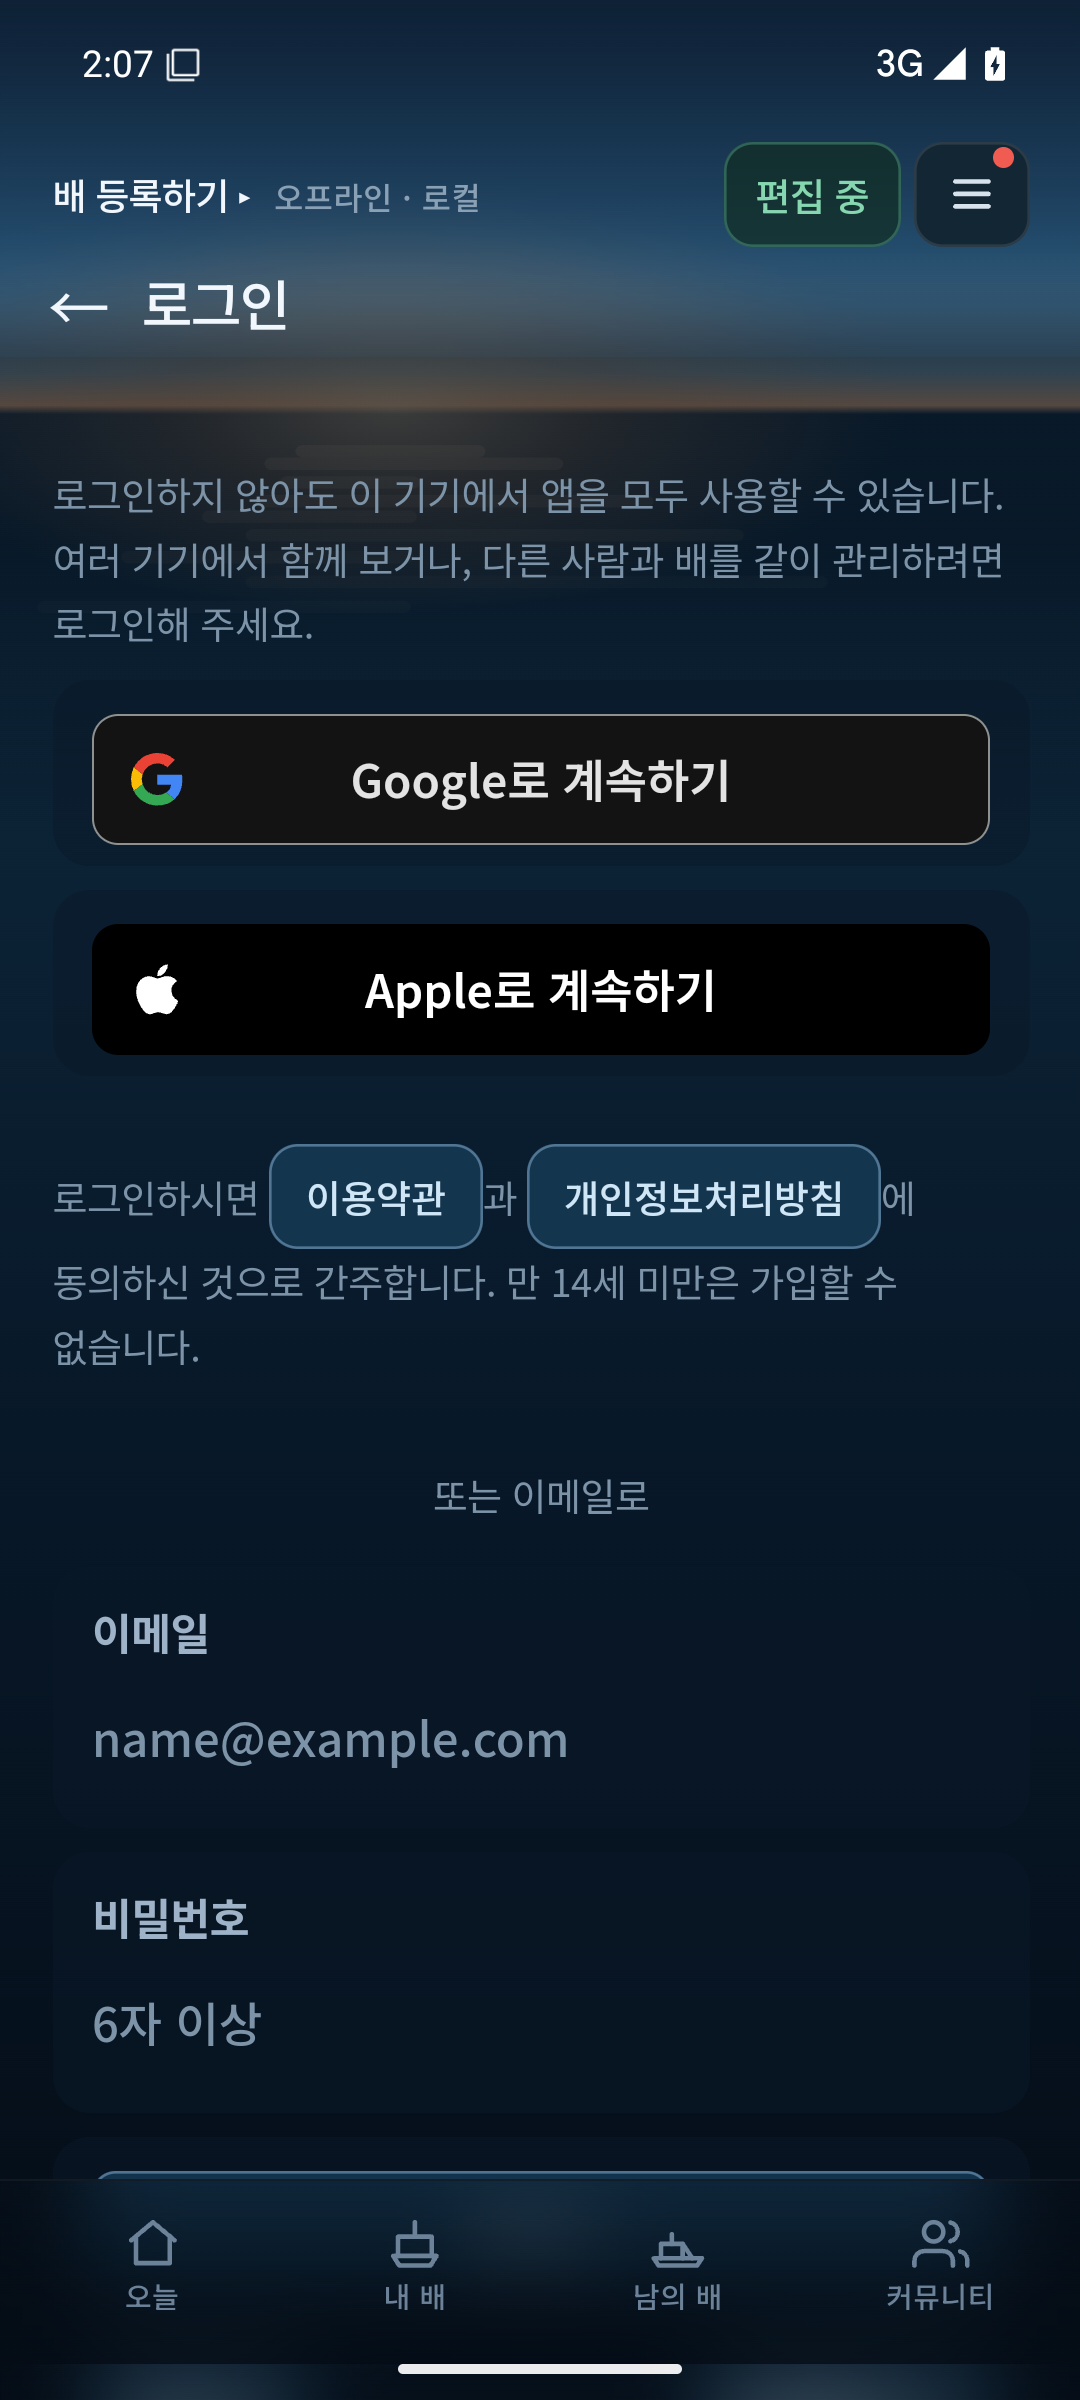 2:07
3G
배 등록하기 ▸ 오프라인 · 로컬
편집 중
← 로그인
로그인하지 않아도 이 기기에서 앱을 모두 사용할 수 있습니다.
여러 기기에서 함께 보거나, 다른 사람과 배를 같이 관리하려면
로그인해 주세요.
Google로 계속하기
Apple로 계속하기
로그인하시면 이용약관과 개인정보처리방침에
동의하신 것으로 간주합니다. 만 14세 미만은 가입할 수
없습니다.
또는 이메일로
이메일
name@example.com
비밀번호
6자 이상
오늘
내 배
남의 배
커뮤니티